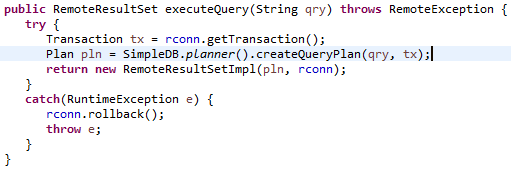 public RemoteResultSet executeQuery(String qry) throws RemoteException {
try {
Transaction tx = rconn.getTransaction();
Plan pln = SimpleDB.planner().createQueryPlan(qry, tx);
return new RemoteResultSetImpl(pln, rconn);
}
catch(RuntimeException e) {
rconn.rollback();
throw e;
}
}